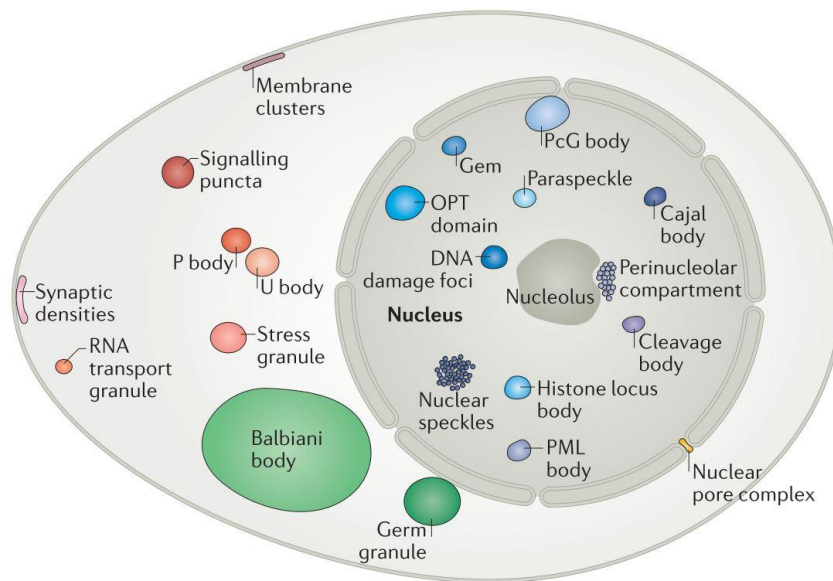 Membrane
clusters
Signalling
puncta
P body
U body
Synaptic
densities
RNA
transport
granule
Stress
granule
Balbiani
body
Germ
granule
PcG body
Gem
Paraspeckle
OPT
domain
Cajal
body
DNA
damage foci
Nucleolus
Perinucleolar
compartment
Nucleus
Cleavage
body
Nuclear
speckles
Histone locus
body
PML
body
Nuclear
pore complex